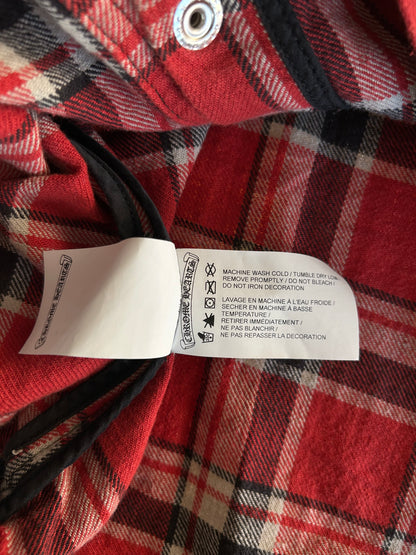 CHROME HEARTS
CHROME HEARTS
MACHINE WASH COLD / TUMBLE DRY LOW
REMOVE PROMPTLY / DO NOT BLEACH /
DO NOT IRON DECORATION
LAVAGE EN MACHINE À L'EAU FROIDE /
SECHER EN MACHINE À BASSE
TEMPERATURE /
RETIRER IMMEDIATEMENT /
NE PAS BLANCHIR /
NE PAS REPASSER LA DECORATION